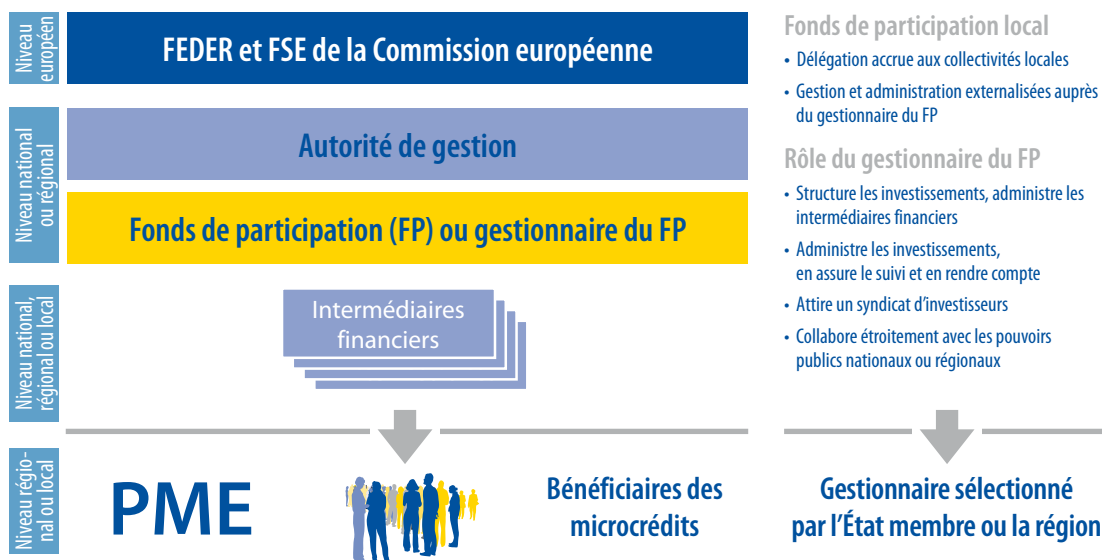 Niveau
européen
FEDER et FSE de la Commission européenne
Niveau national
ou régional
Autorité de gestion
Fonds de participation (FP) ou gestionnaire du FP
Niveau national,
régional ou local
Intermédiaires
financiers
Niveau régio-
nal ou local
PME
Bénéficiaires des
microcrédits
Fonds de participation local
• Délégation accrue aux collectivités locales
• Gestion et administration externalisées auprès
du gestionnaire du FP
Rôle du gestionnaire du FP
• Structure les investissements, administre les
intermédiaires financiers
• Administre les investissements,
en assure le suivi et en rendre compte
• Attire un syndicat d’investisseurs
• Collabore étroitement avec les pouvoirs
publics nationaux ou régionaux
Gestionnaire sélectionné
par l’État membre ou la région